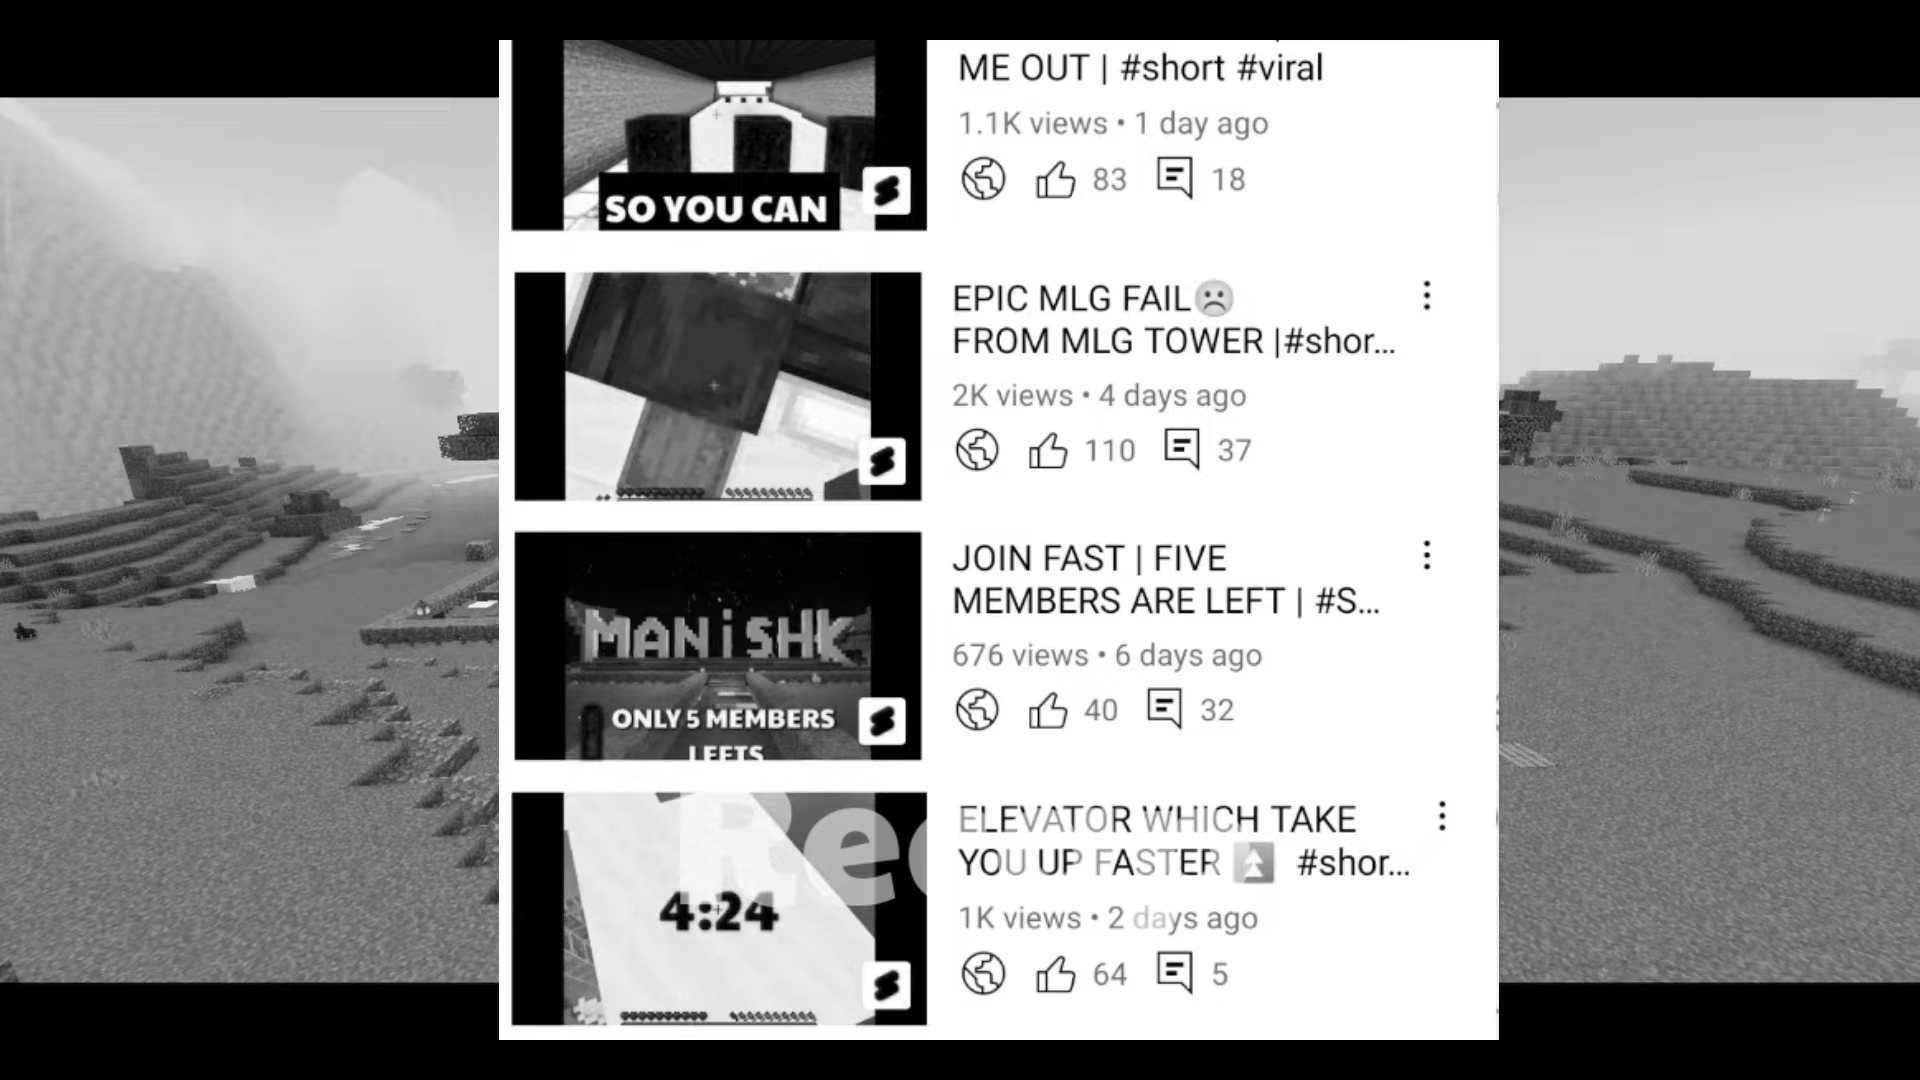 ME OUT | #short #viral
1.1K views • 1 day ago
83 18
SO YOU CAN
EPIC MLG FAIL☹️
FROM MLG TOWER |#shor...
2K views • 4 days ago
110 37
JOIN FAST | FIVE
MEMBERS ARE LEFT | #S...
676 views • 6 days ago
40 32
MANiSHK
ONLY 5 MEMBERS
LEFTS
ELEVATOR WHICH TAKE
YOU UP FASTER ⏫ #shor...
1K views • 2 days ago
64 5
4:24